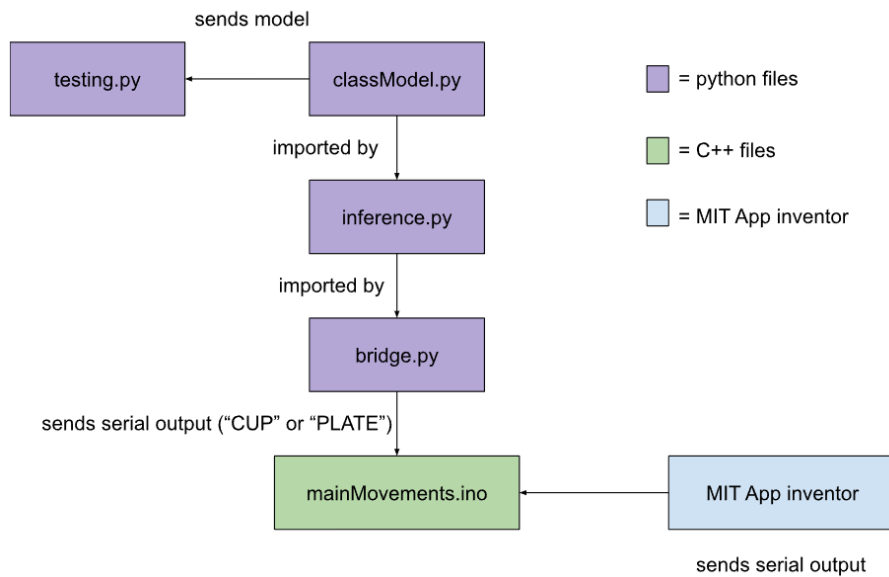 sends model
testing.py
classModel.py
= python files
imported by
= C++ files
inference.py
= MIT App inventor
imported by
bridge.py
sends serial output (“CUP” or “PLATE”)
mainMovements.ino
MIT App inventor
sends serial output